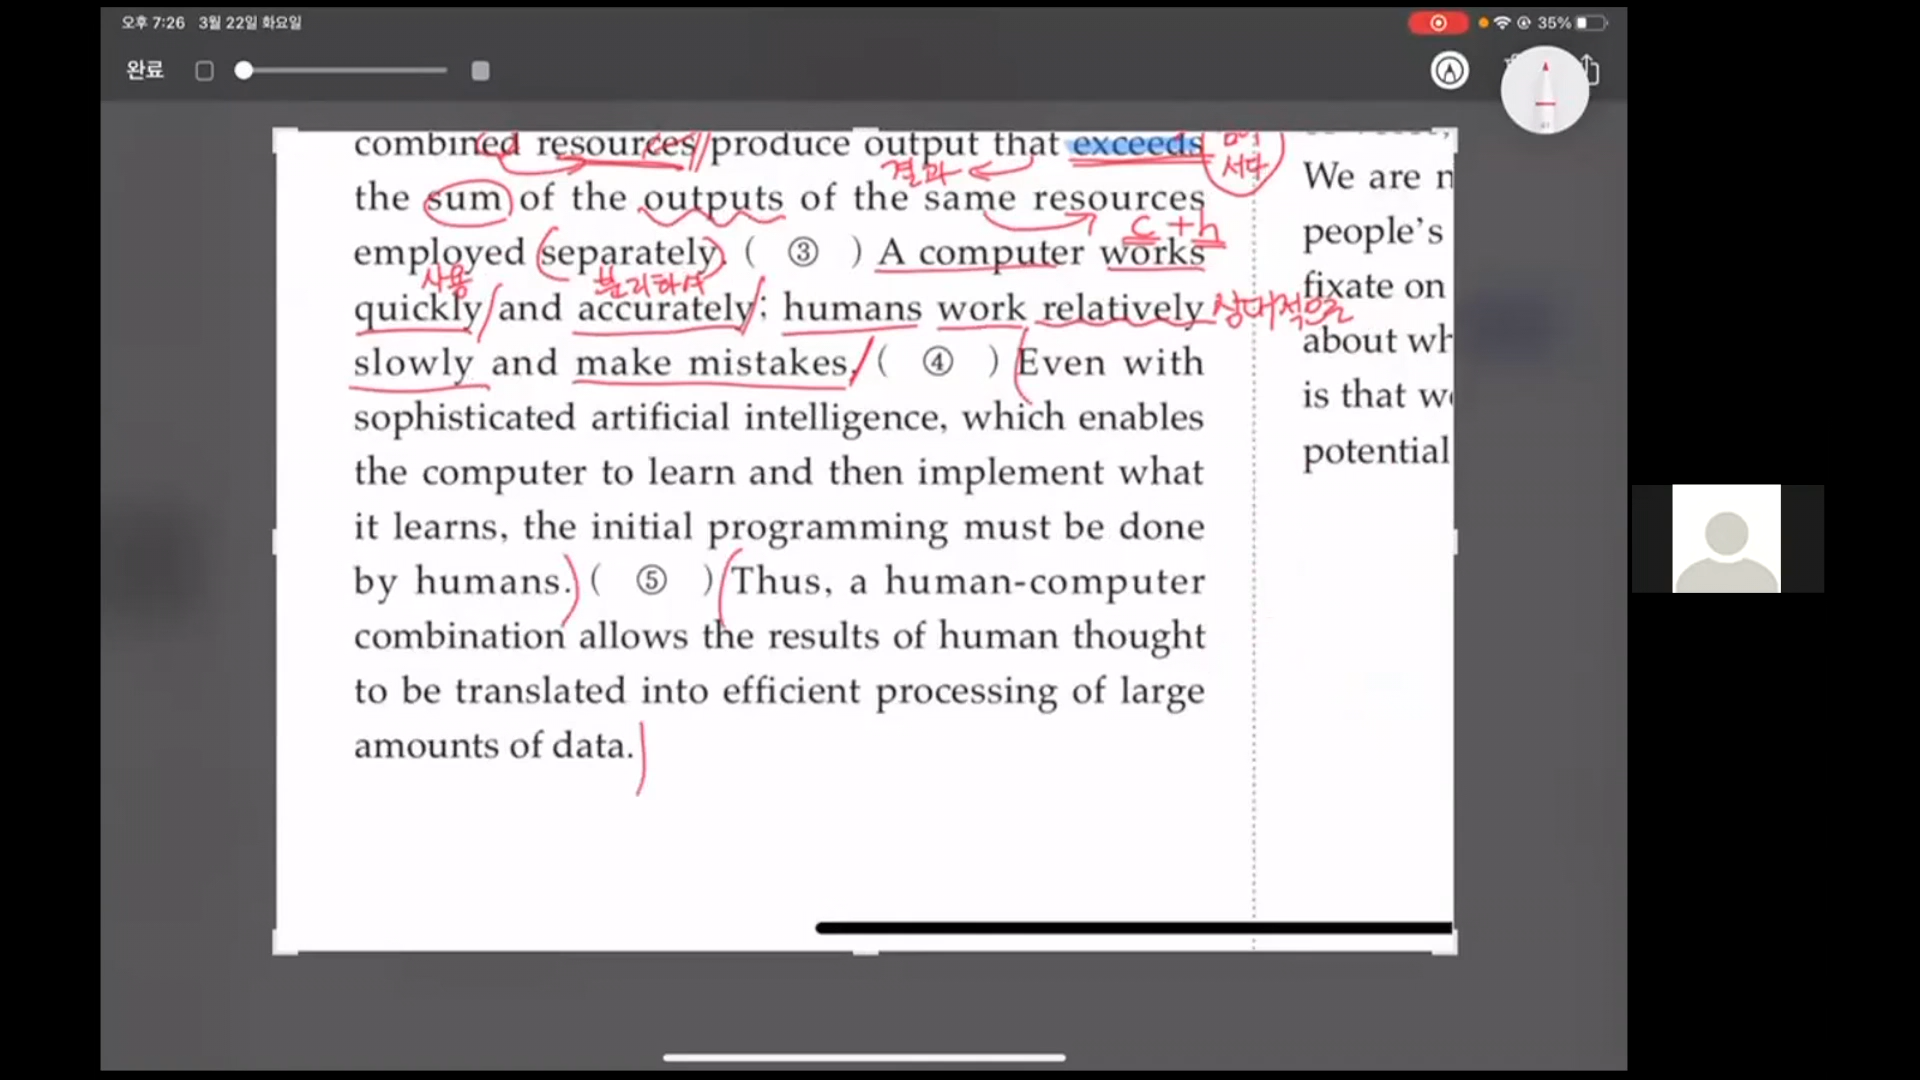 오후 7:26 3월 22일 화요일
35%
완료
combined resources produce output that exceeds
서다
결과
the sum of the outputs of the same resources
c + h
employed separately. ( ③ ) A computer works
사용
분리하여
quickly and accurately; humans work relatively
상대적으로
slowly and make mistakes. ( ④ ) Even with
sophisticated artificial intelligence, which enables
the computer to learn and then implement what
it learns, the initial programming must be done
by humans. ( ⑤ ) Thus, a human-computer
combination allows the results of human thought
to be translated into efficient processing of large
amounts of data.
We are n
people's
fixate on
about wh
is that we
potential